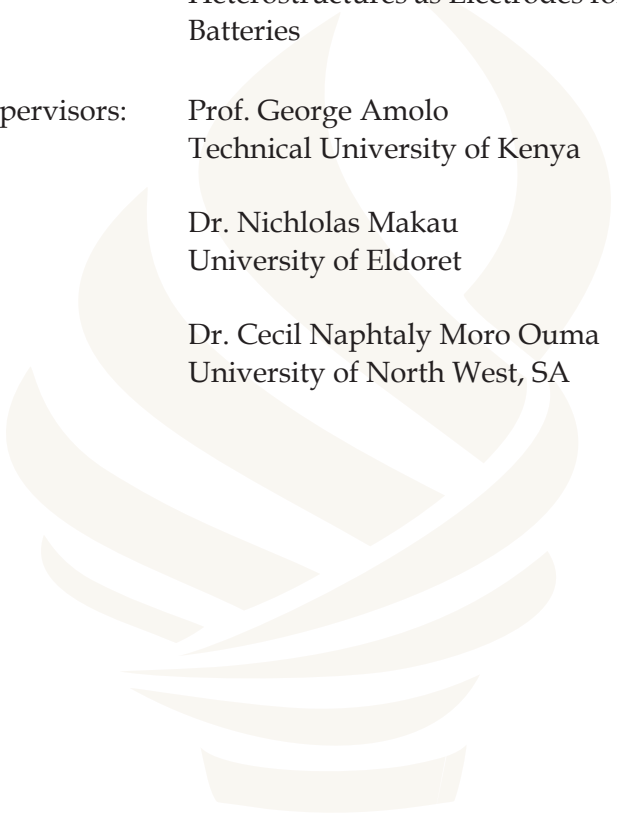 Heterostructures as Electrodes fo
Batteries
pervisors: Prof. George Amolo
Technical University of Kenya
Dr. Nichlolas Makau
University of Eldoret
Dr. Cecil Naphtaly Moro Ouma
University of North West, SA